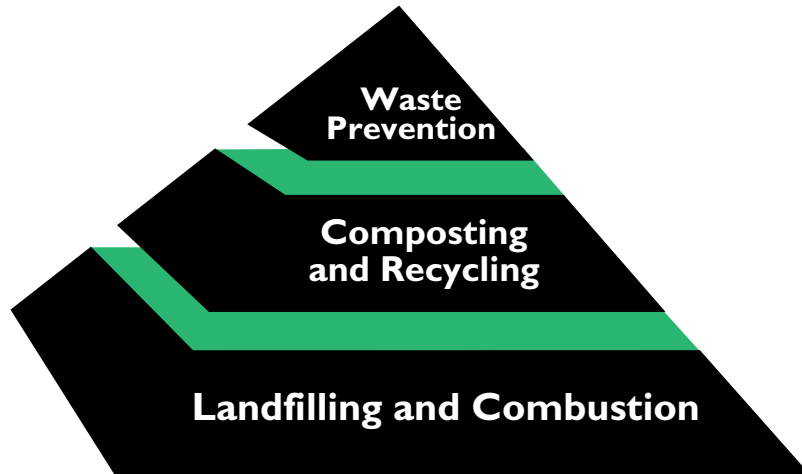 Waste
Prevention
Composting
and Recycling
Landfilling and Combustion